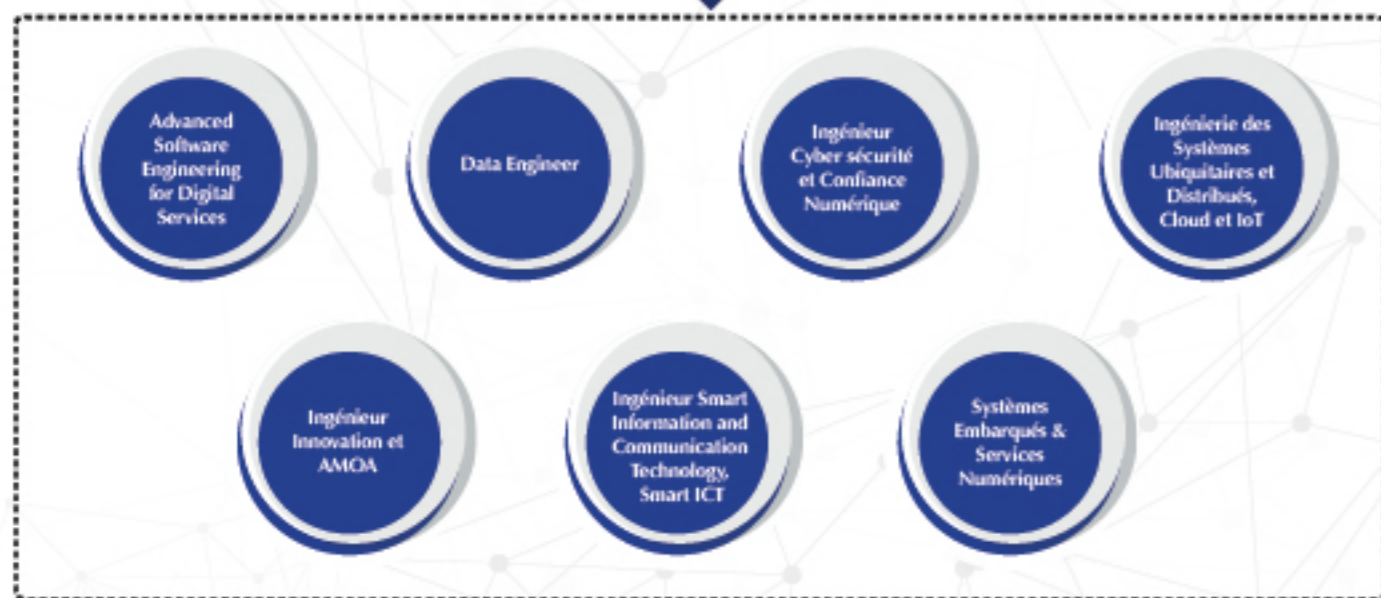 Advanced
Software
Engineering
for Digital
Services
Data Engineer
Ingénieur
Cyber sécurité
et Confiance
Numérique
Ingénierie des
Systèmes
Ubiquitaires et
Distribués,
Cloud et IoT
Ingénieur
Innovation et
AMOA
Ingénieur Smart
Information and
Communication
Technology,
Smart ICT
Systèmes
Embarqués &
Services
Numériques